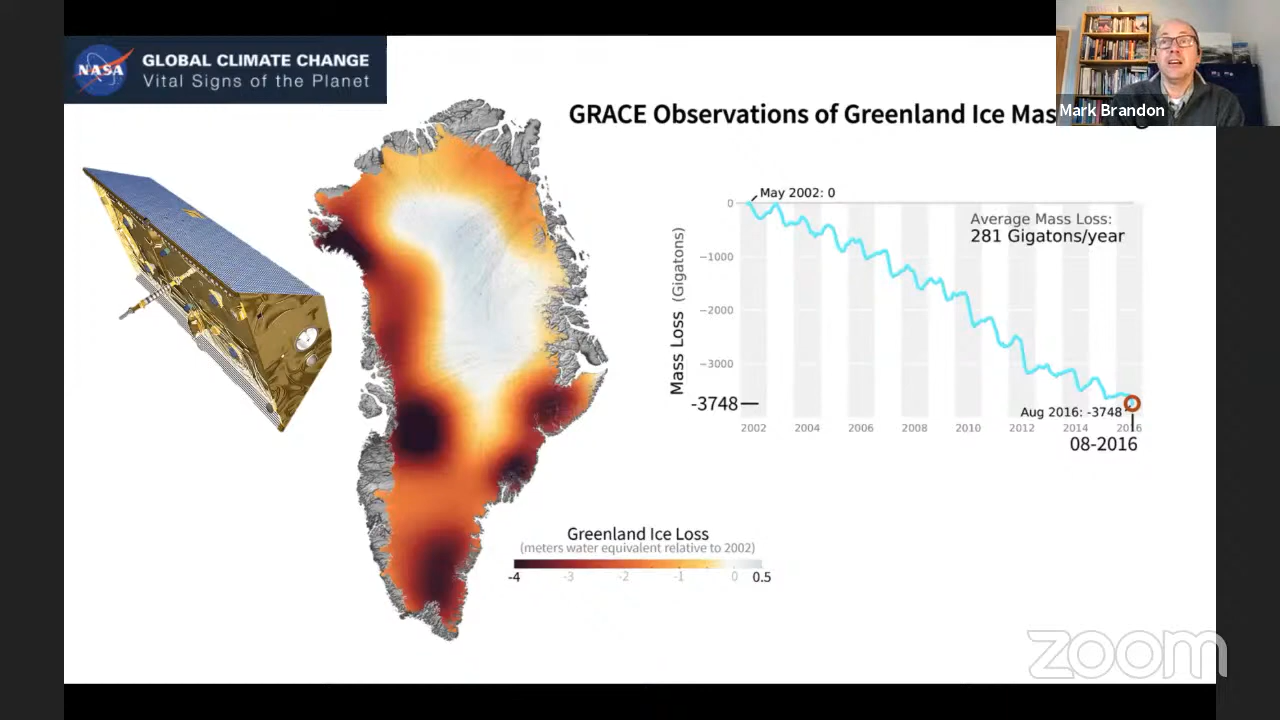 NASA
GLOBAL CLIMATE CHANGE
Vital Signs of the Planet
Mark Brandon
GRACE Observations of Greenland Ice Mas
May 2002: 0
Average Mass Loss:
281 Gigatons/year
Mass Loss (Gigatons)
0
−1000
−2000
−3000
-3748
Aug 2016: -3748
2002 2004 2006 2008 2010 2012 2014 2016
08-2016
Greenland Ice Loss
(meters water equivalent relative to 2002)
-4 -3 -2 -1 0 0.5
zoom